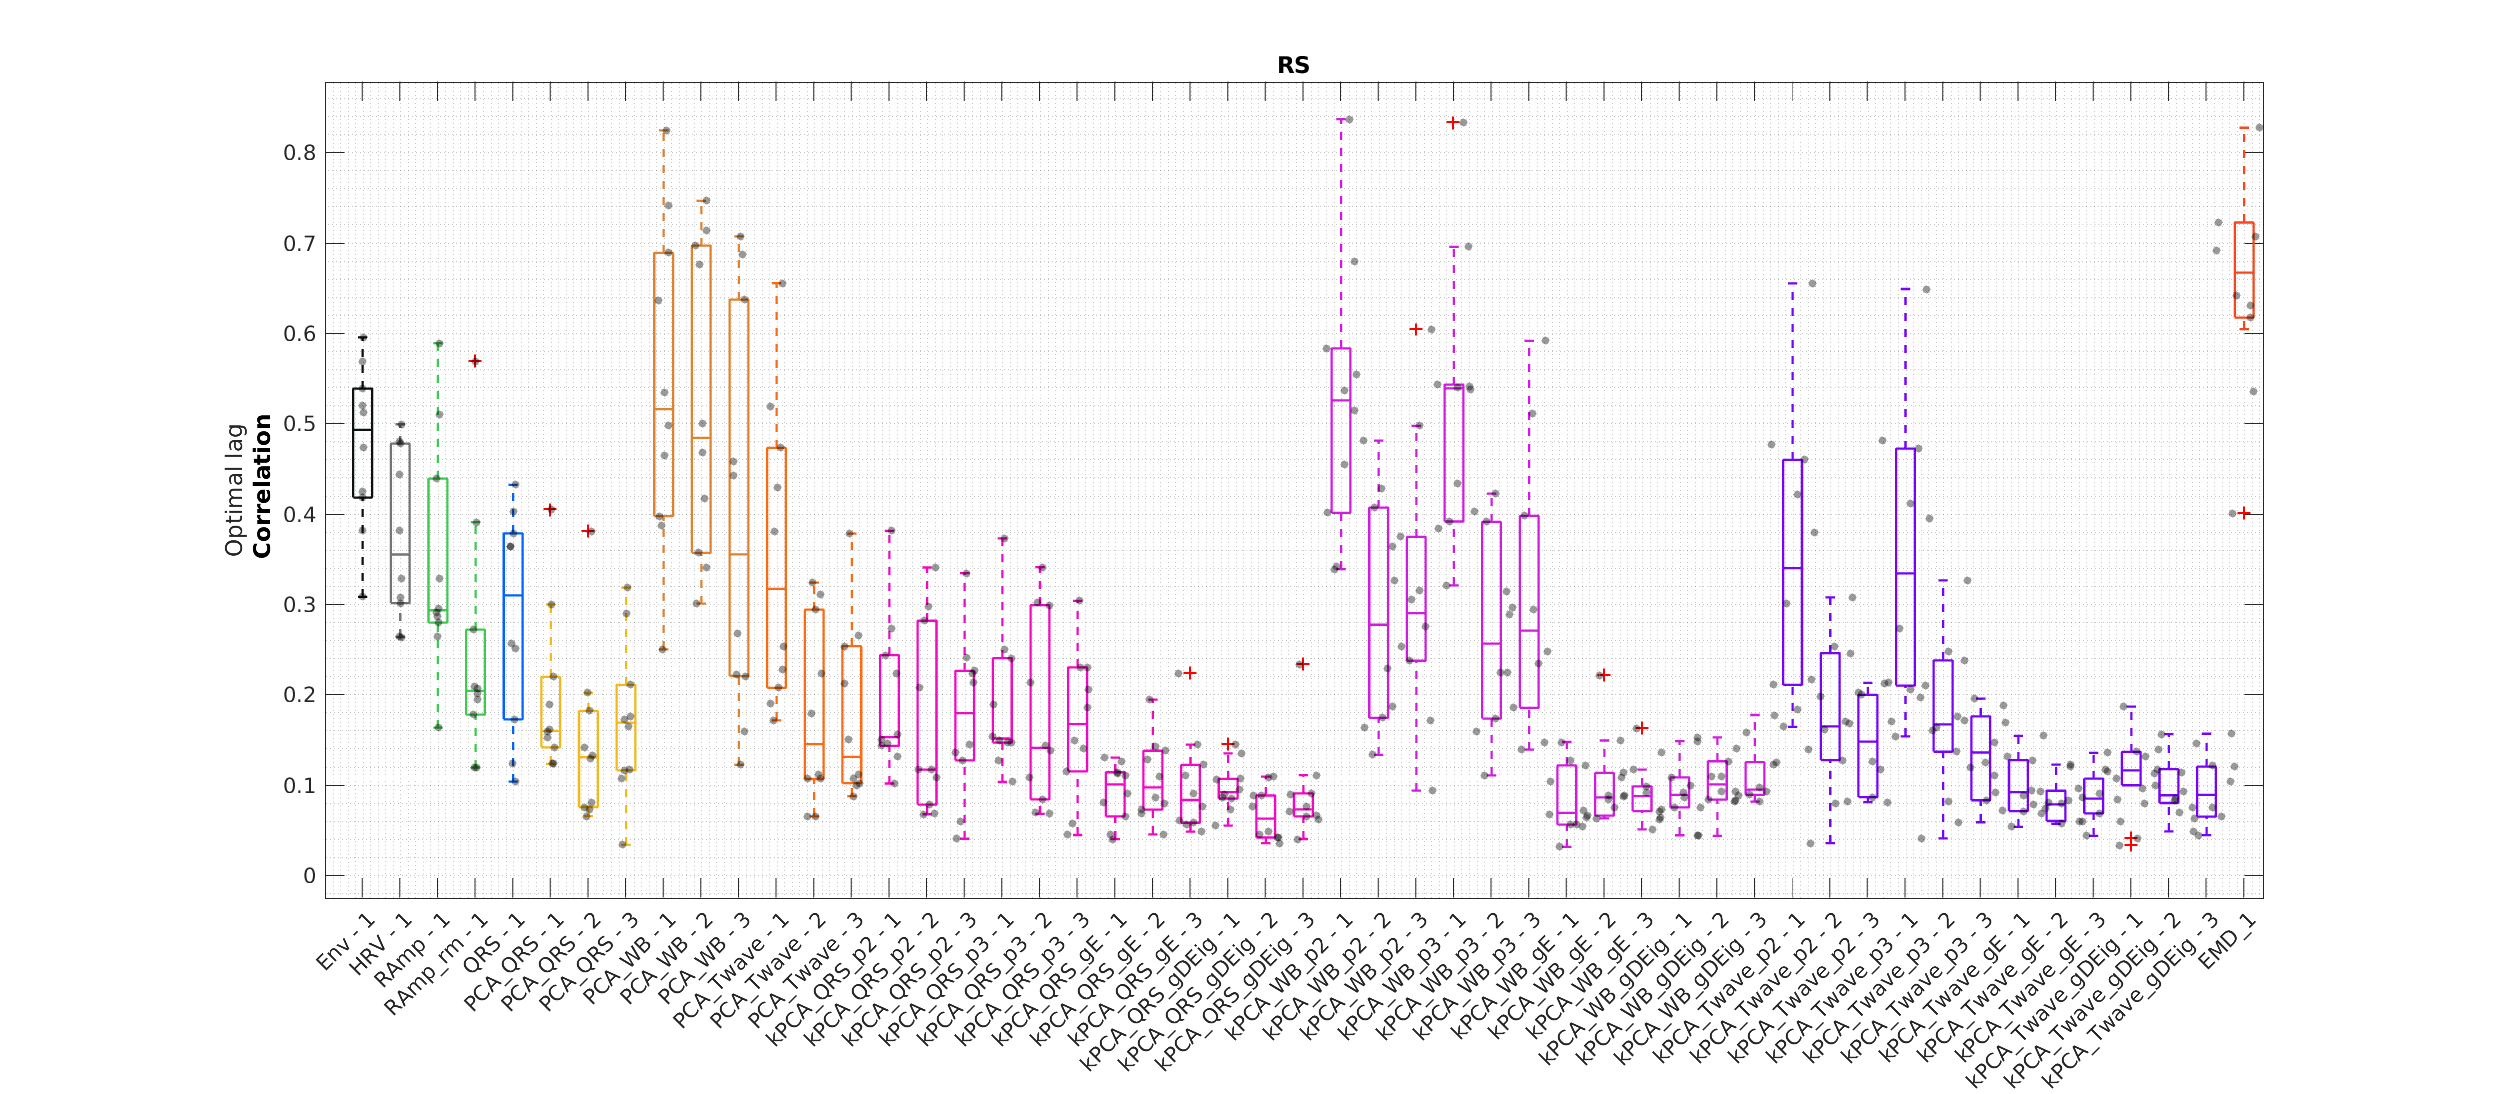 RS
Optimal lag
Correlation
0.8
0.7
0.6
0.5
0.4
0.3
0.2
0.1
0
Env - 1
HRV - 1
RAmp - 1
RAmp_rm - 1
QRS - 1
PCA_QRS - 1
PCA_QRS - 2
PCA_QRS - 3
PCA_WB - 1
PCA_WB - 2
PCA_WB - 3
PCA_Twave - 1
PCA_Twave - 2
PCA_Twave - 3
kPCA_QRS_p2 - 1
kPCA_QRS_p2 - 2
kPCA_QRS_p2 - 3
kPCA_QRS_p3 - 1
kPCA_QRS_p3 - 2
kPCA_QRS_p3 - 3
kPCA_QRS_gE - 1
kPCA_QRS_gE - 2
kPCA_QRS_gE - 3
kPCA_QRS_gDEig - 1
kPCA_QRS_gDEig - 2
kPCA_QRS_gDEig - 3
kPCA_WB_p2 - 1
kPCA_WB_p2 - 2
kPCA_WB_p2 - 3
kPCA_WB_p3 - 1
kPCA_WB_p3 - 2
kPCA_WB_p3 - 3
kPCA_WB_gE - 1
kPCA_WB_gE - 2
kPCA_WB_gE - 3
kPCA_WB_gDEig - 1
kPCA_WB_gDEig - 2
kPCA_WB_gDEig - 3
kPCA_Twave_p2 - 1
kPCA_Twave_p2 - 2
kPCA_Twave_p2 - 3
kPCA_Twave_p3 - 1
kPCA_Twave_p3 - 2
kPCA_Twave_p3 - 3
kPCA_Twave_gE - 1
kPCA_Twave_gE - 2
kPCA_Twave_gE - 3
kPCA_Twave_gDEig - 1
kPCA_Twave_gDEig - 2
kPCA_Twave_gDEig - 3
EMD_1